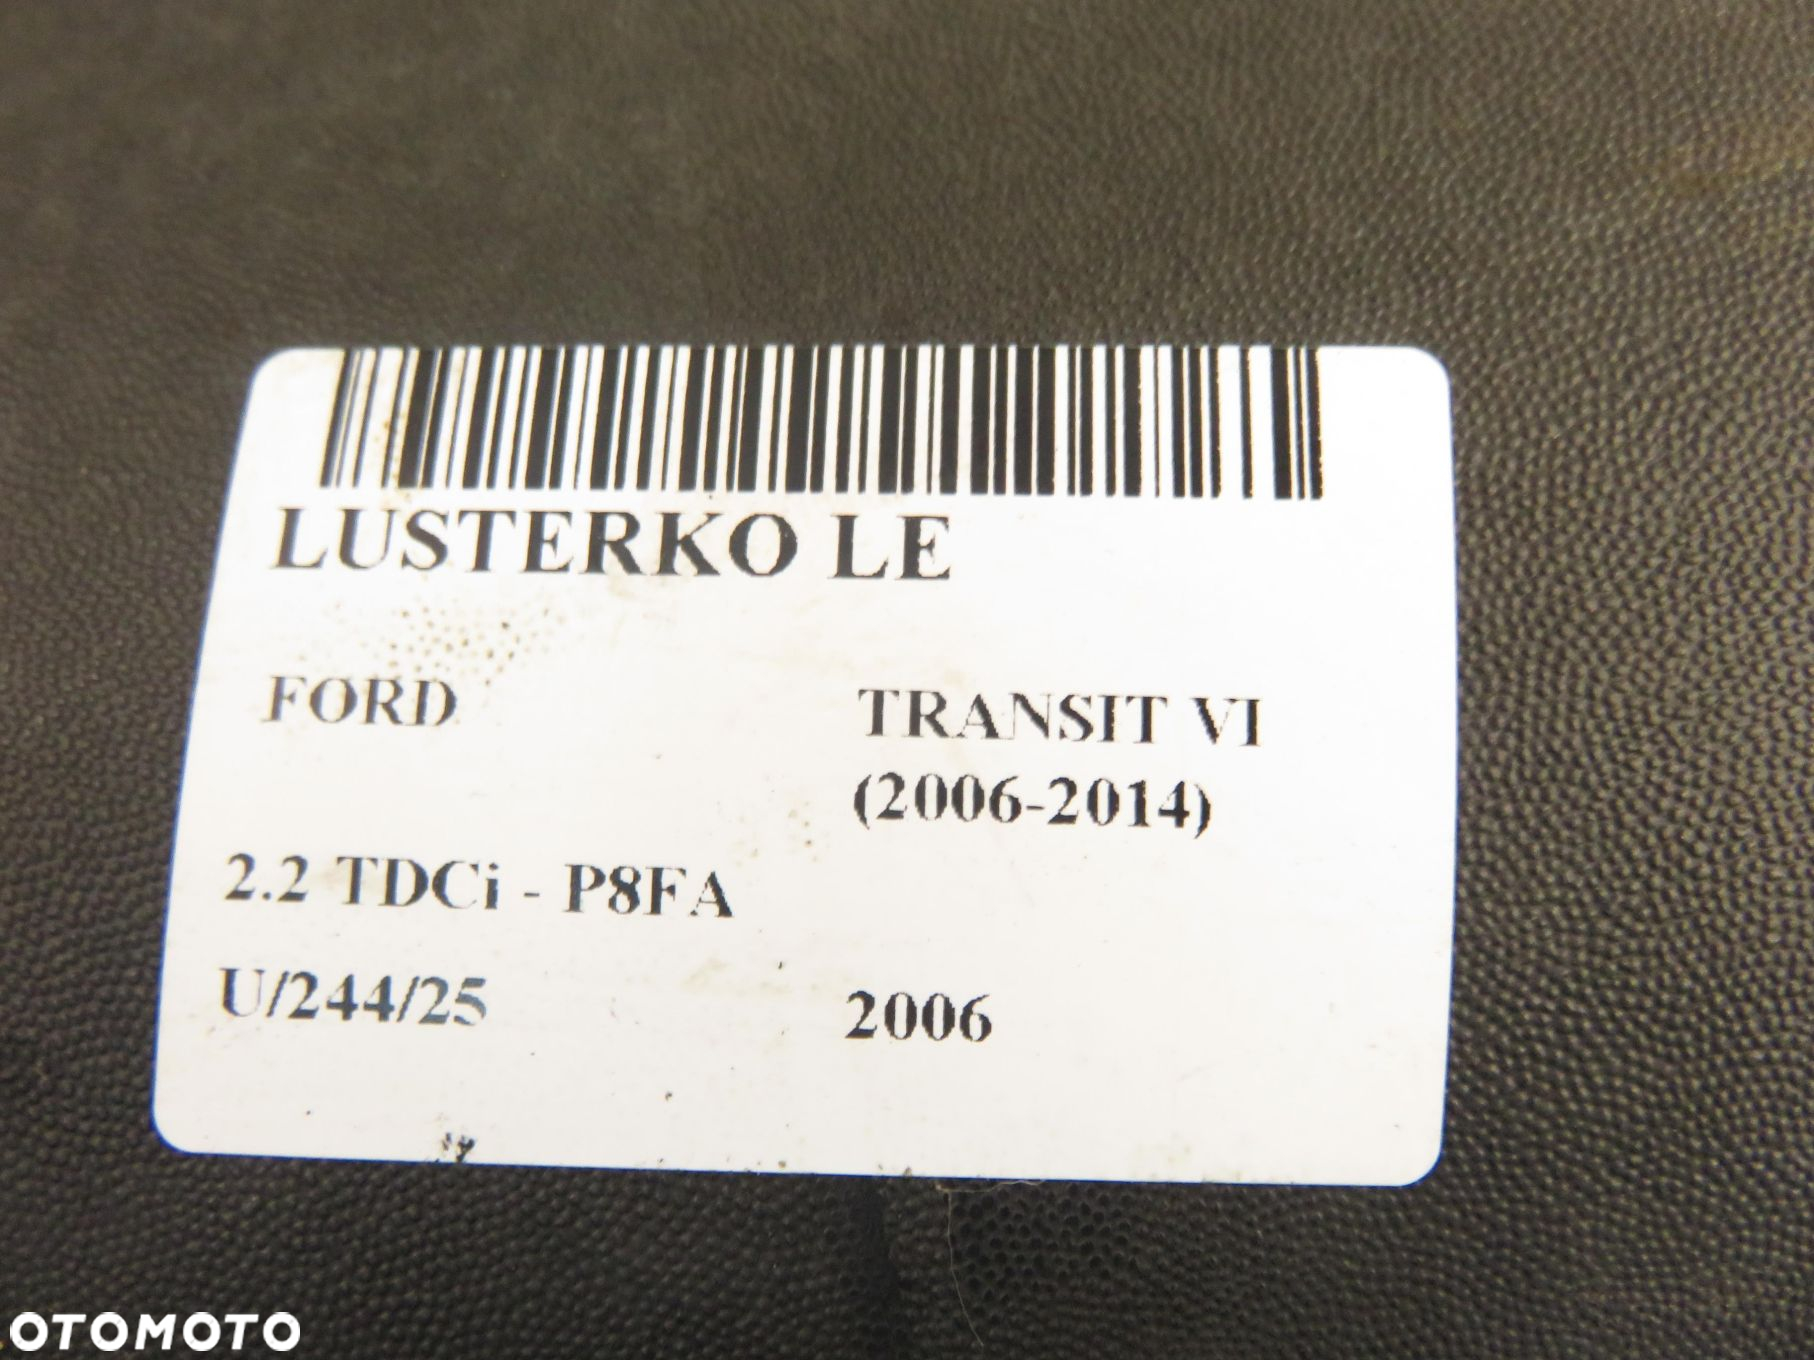 LUSTERKO LE
FORD TRANSIT VI
(2006-2014)
2.2 TDCi - P8FA
U/244/25 2006
OTOMOTO